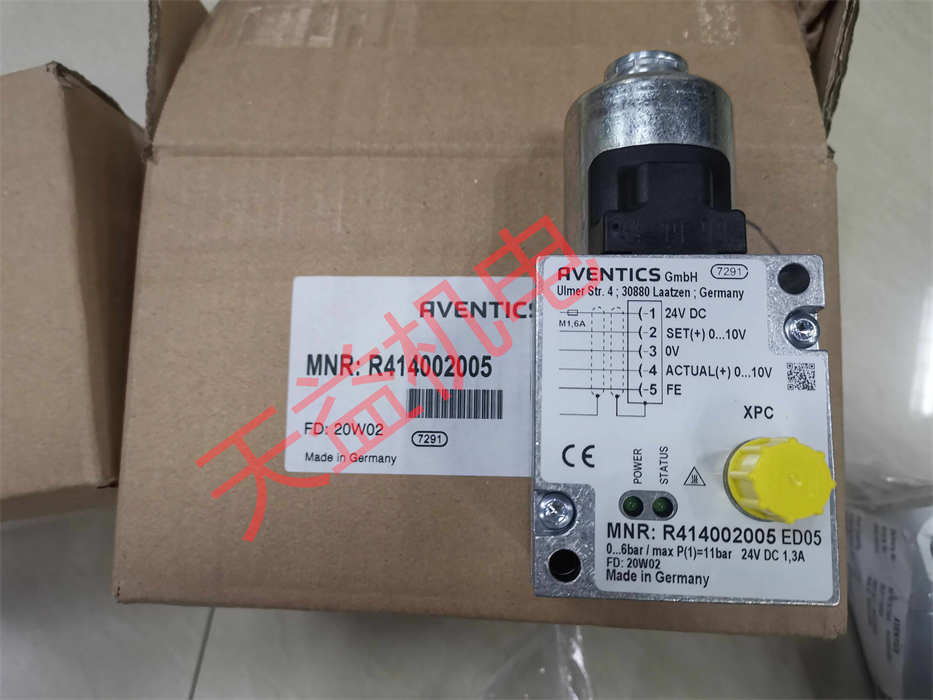 AVENTICS
MNR: R414002005
FD: 20W02
7291
Made in Germany
天益机电
AVENTICS GmbH 7291
Ulmer Str. 4 ; 30880 Laatzen ; Germany
M1,6A
1 24V DC
2 SET(+) 0...10V
3 0V
4 ACTUAL(+) 0...10V
5 FE
XPC
CE
POWER
STATUS
MNR: R414002005 ED05
0...6bar / max P(1)=11bar 24V DC 1,3A
FD: 20W02
Made in Germany